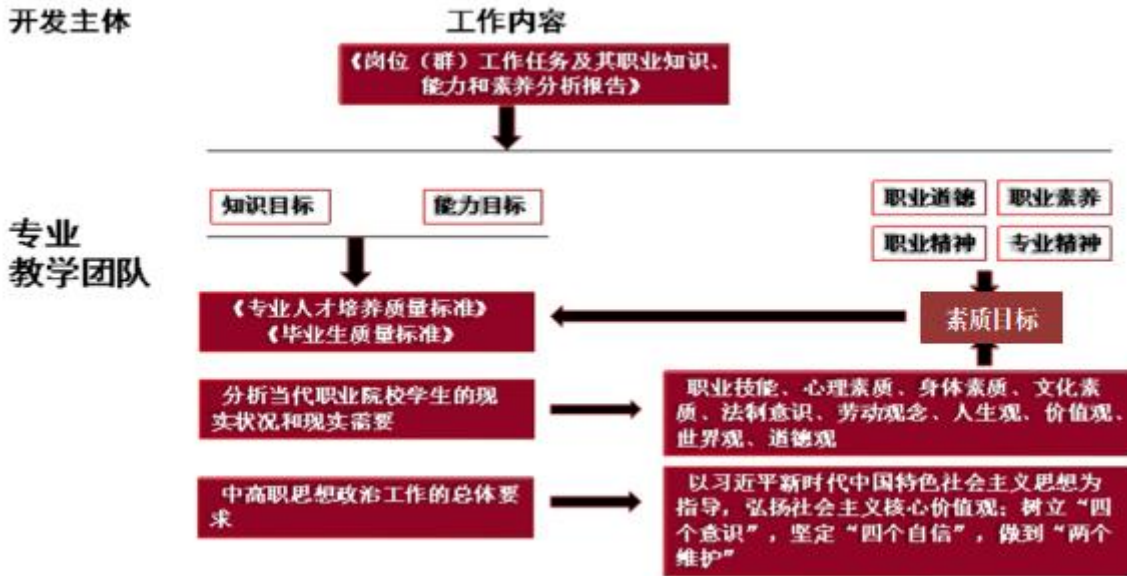 开发主体
工作内容
《岗位（群）工作任务及其职业知识、
能力和素养分析报告》
知识目标
能力目标
职业道德
职业素养
职业精神
专业精神
专业
教学团队
《专业人才培养质量标准》
《毕业生质量标准》
素质目标
分析当代职业院校学生的现
实状况和现实需要
职业技能、心理素质、身体素质、文化素
质、法制意识、劳动观念、人生观、价值观、
世界观、道德观
中高职思想政治工作的总体要
求
以习近平新时代中国特色社会主义思想为
指导，弘扬社会主义核心价值观；树立“四
个意识”，坚定“四个自信”，做到“两个
维护”